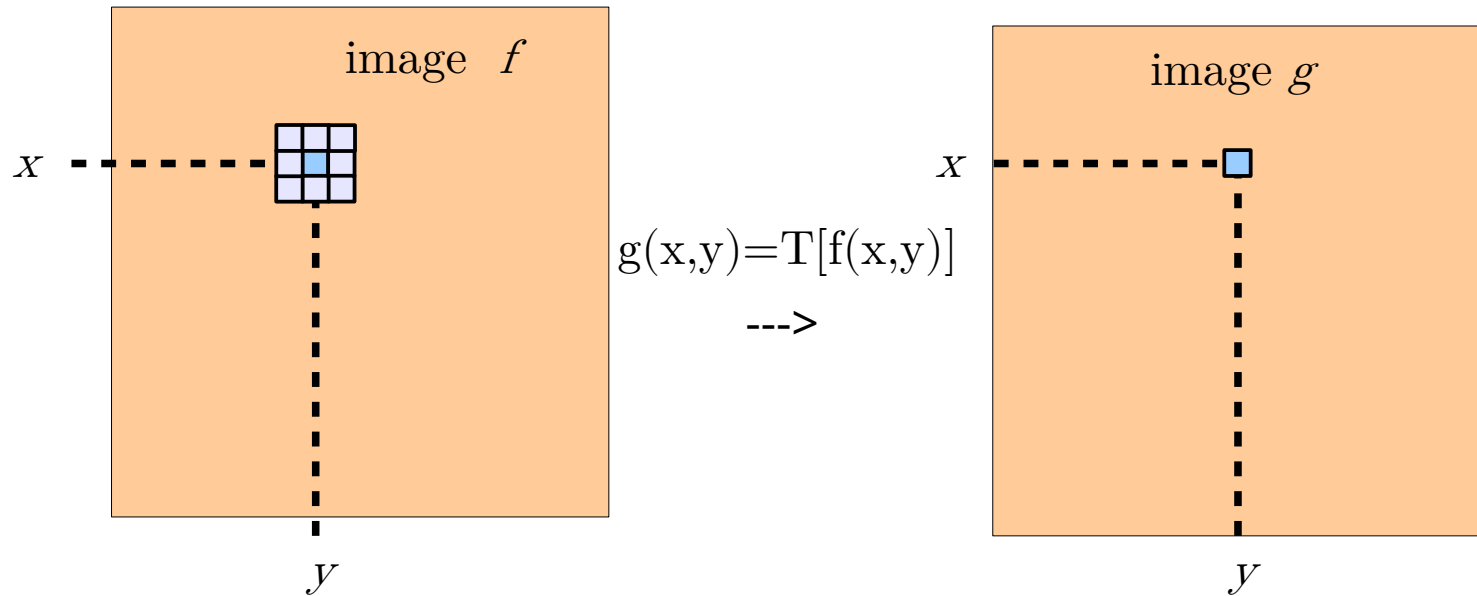 image f
x
y
g(x,y)=T[f(x,y)]
--->
image g
x
y